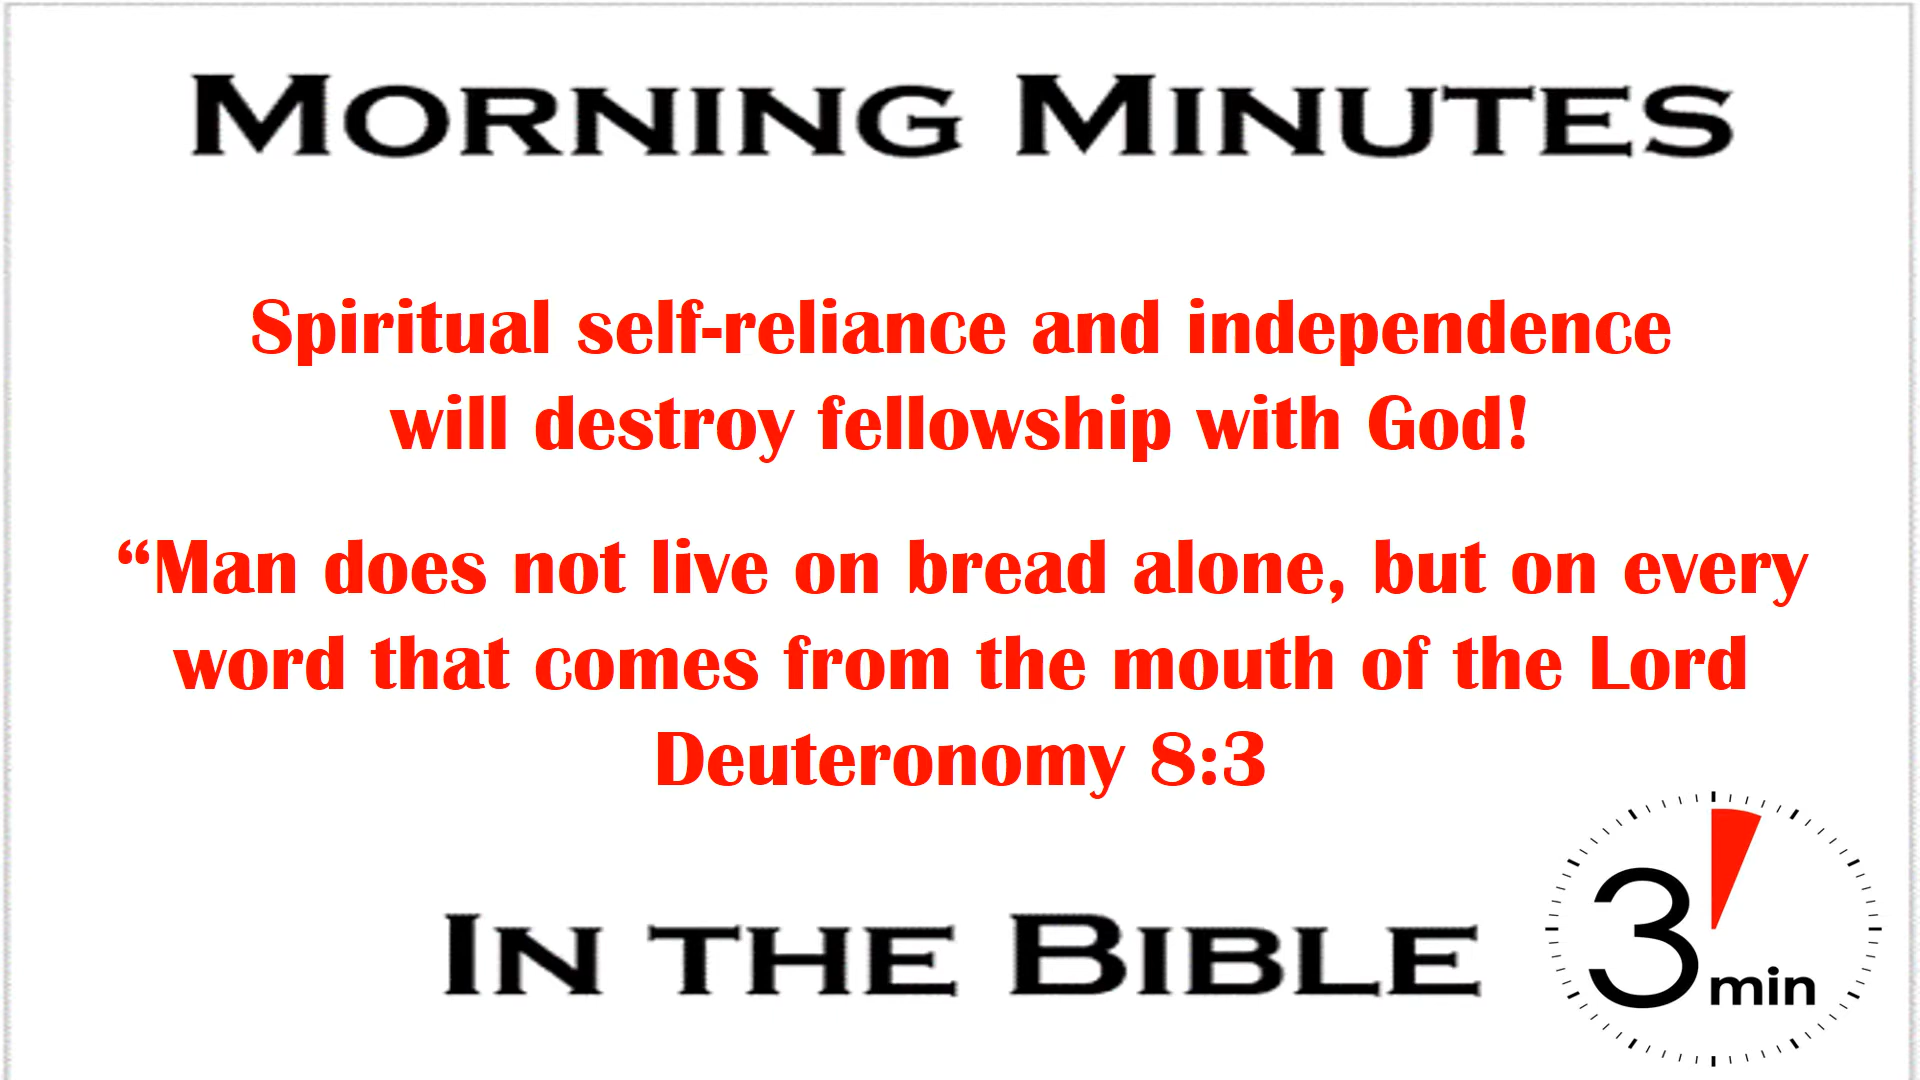 MORNING MINUTES
Spiritual self-reliance and independence
will destroy fellowship with God!
“Man does not live on bread alone, but on every
word that comes from the mouth of the Lord
Deuteronomy 8:3
IN THE BIBLE
3 min